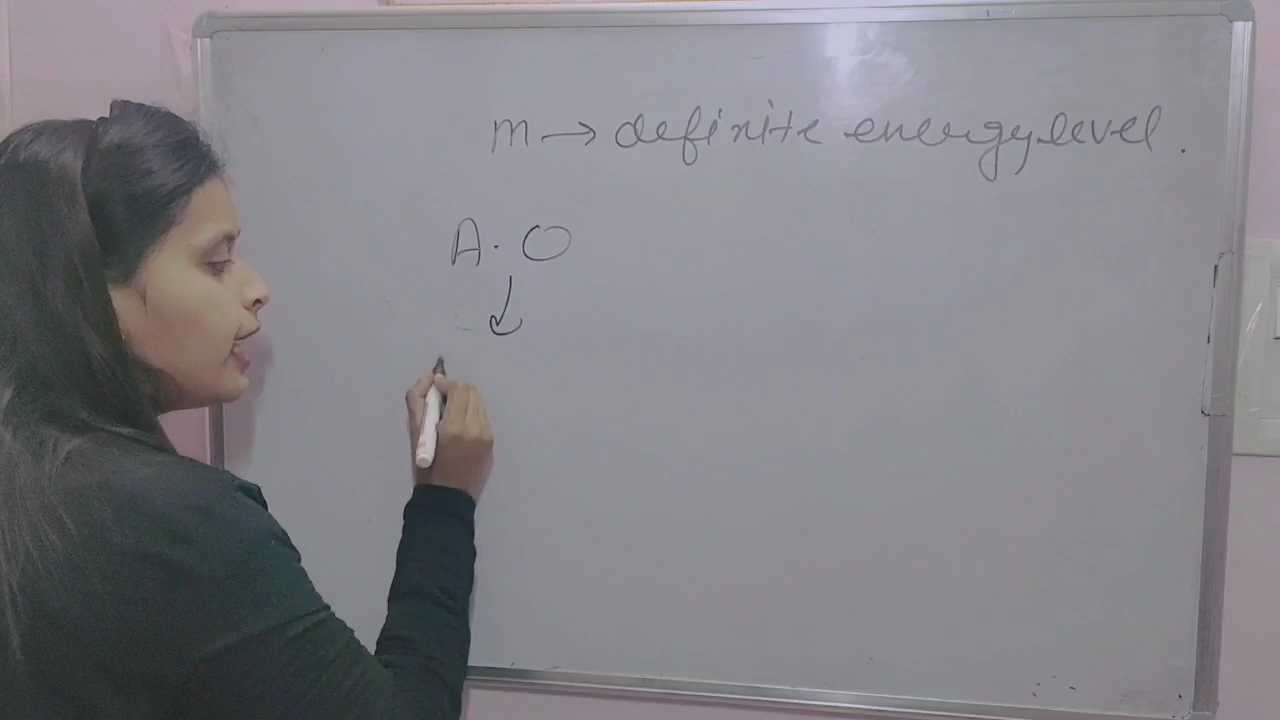 m → definite energy level.
A. O
↓